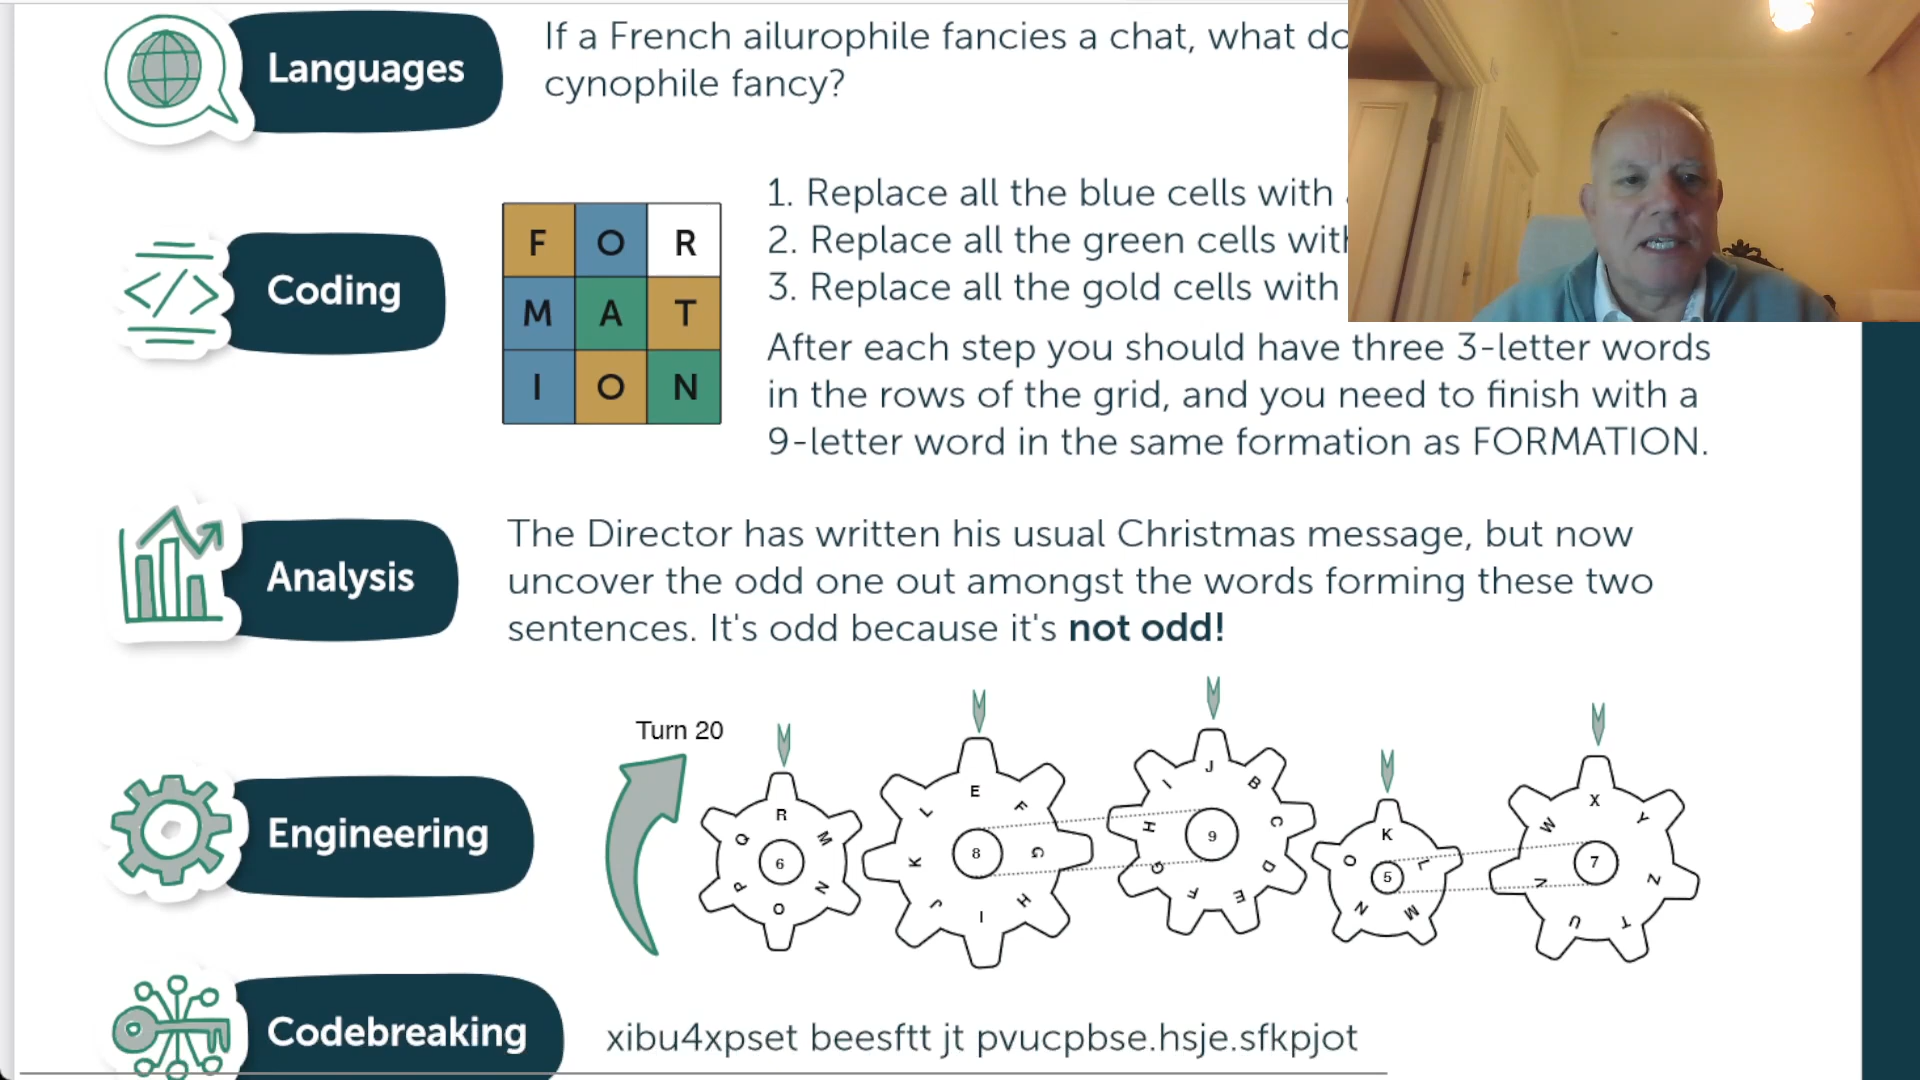 Languages
If a French ailurophile fancies a chat, what do
cynophile fancy?
Coding
F O R
M A T
I O N
1. Replace all the blue cells with
2. Replace all the green cells with
3. Replace all the gold cells with
After each step you should have three 3-letter words
in the rows of the grid, and you need to finish with a
9-letter word in the same formation as FORMATION.
Analysis
The Director has written his usual Christmas message, but now
uncover the odd one out amongst the words forming these two
sentences. It's odd because it's not odd!
Engineering
Turn 20
R M N O P Q 6
E F G H I J K L 8
J B C D E F G H I 9
K L M N O 5
X Y Z T U V W 7
Codebreaking
xibu4xpset beesftt jt pvucpbse.hsje.sfkpjot